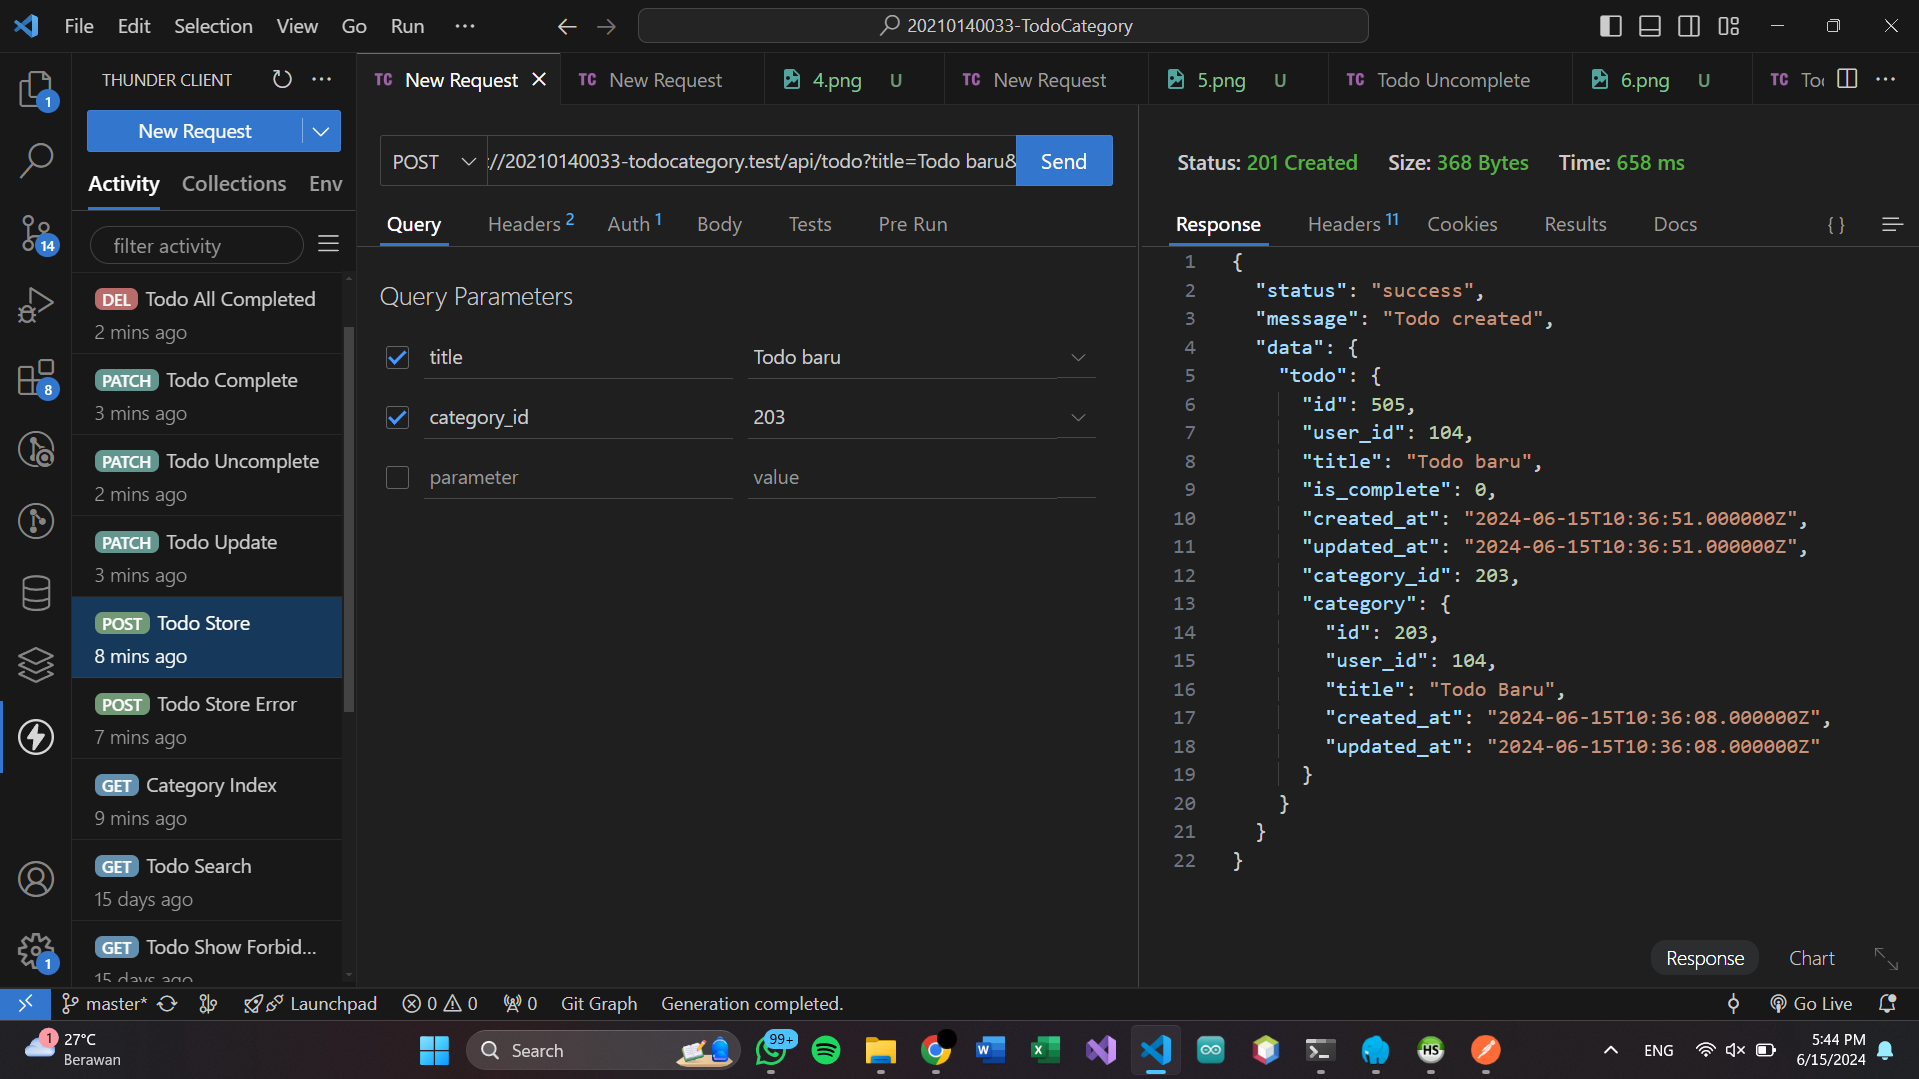 File Edit Selection View Go Run ···
20210140033-TodoCategory
1
14
8
1
THUNDER CLIENT
New Request
Activity Collections Env
filter activity
DEL Todo All Completed
2 mins ago
PATCH Todo Complete
3 mins ago
PATCH Todo Uncomplete
2 mins ago
PATCH Todo Update
3 mins ago
POST Todo Store
8 mins ago
POST Todo Store Error
7 mins ago
GET Category Index
9 mins ago
GET Todo Search
15 days ago
GET Todo Show Forbid...
15 days ago
TC New Request
TC New Request
4.png U
TC New Request
5.png U
TC Todo Uncomplete
6.png U
TC
POST ://20210140033-todocategory.test/api/todo?title=Todo baru& Send
Query Headers 2 Auth 1 Body Tests Pre Run
Query Parameters
title Todo baru
category_id 203
parameter value
Status: 201 Created Size: 368 Bytes Time: 658 ms
Response Headers 11 Cookies Results Docs { }
1 {
2 "status": "success",
3 "message": "Todo created",
4 "data": {
5 "todo": {
6 "id": 505,
7 "user_id": 104,
8 "title": "Todo baru",
9 "is_complete": 0,
10 "created_at": "2024-06-15T10:36:51.000000Z",
11 "updated_at": "2024-06-15T10:36:51.000000Z",
12 "category_id": 203,
13 "category": {
14 "id": 203,
15 "user_id": 104,
16 "title": "Todo Baru",
17 "created_at": "2024-06-15T10:36:08.000000Z",
18 "updated_at": "2024-06-15T10:36:08.000000Z"
19 }
20 }
21 }
22 }
Response Chart
master* Launchpad 0 0 0 Git Graph Generation completed. Go Live
1 27°C
Berawan
Search
99+
HS
ENG
5:44 PM
6/15/2024